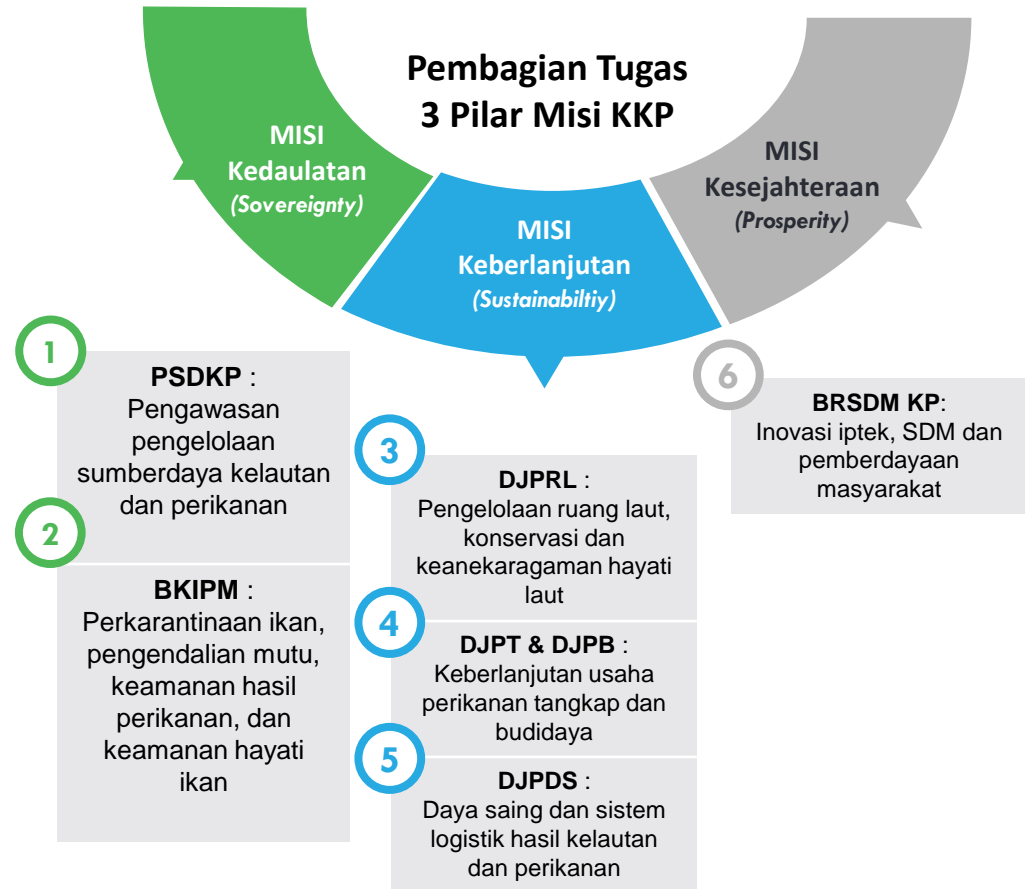 Pembagian Tugas
3 Pilar Misi KKP
MISI
Kedaulatan
(Sovereignty)
MISI
Keberlanjutan
(Sustainabiltiy)
MISI
Kesejahteraan
(Prosperity)
1
PSDKP :
Pengawasan
pengelolaan
sumberdaya kelautan
dan perikanan
2
BKIPM :
Perkarantinaan ikan,
pengendalian mutu,
keamanan hasil
perikanan, dan
keamanan hayati
ikan
3
DJPRL :
Pengelolaan ruang laut,
konservasi dan
keanekaragaman hayati
laut
4
DJPT & DJPB :
Keberlanjutan usaha
perikanan tangkap dan
budidaya
5
DJPDS :
Daya saing dan sistem
logistik hasil kelautan
dan perikanan
6
BRSDM KP:
Inovasi iptek, SDM dan
pemberdayaan
masyarakat